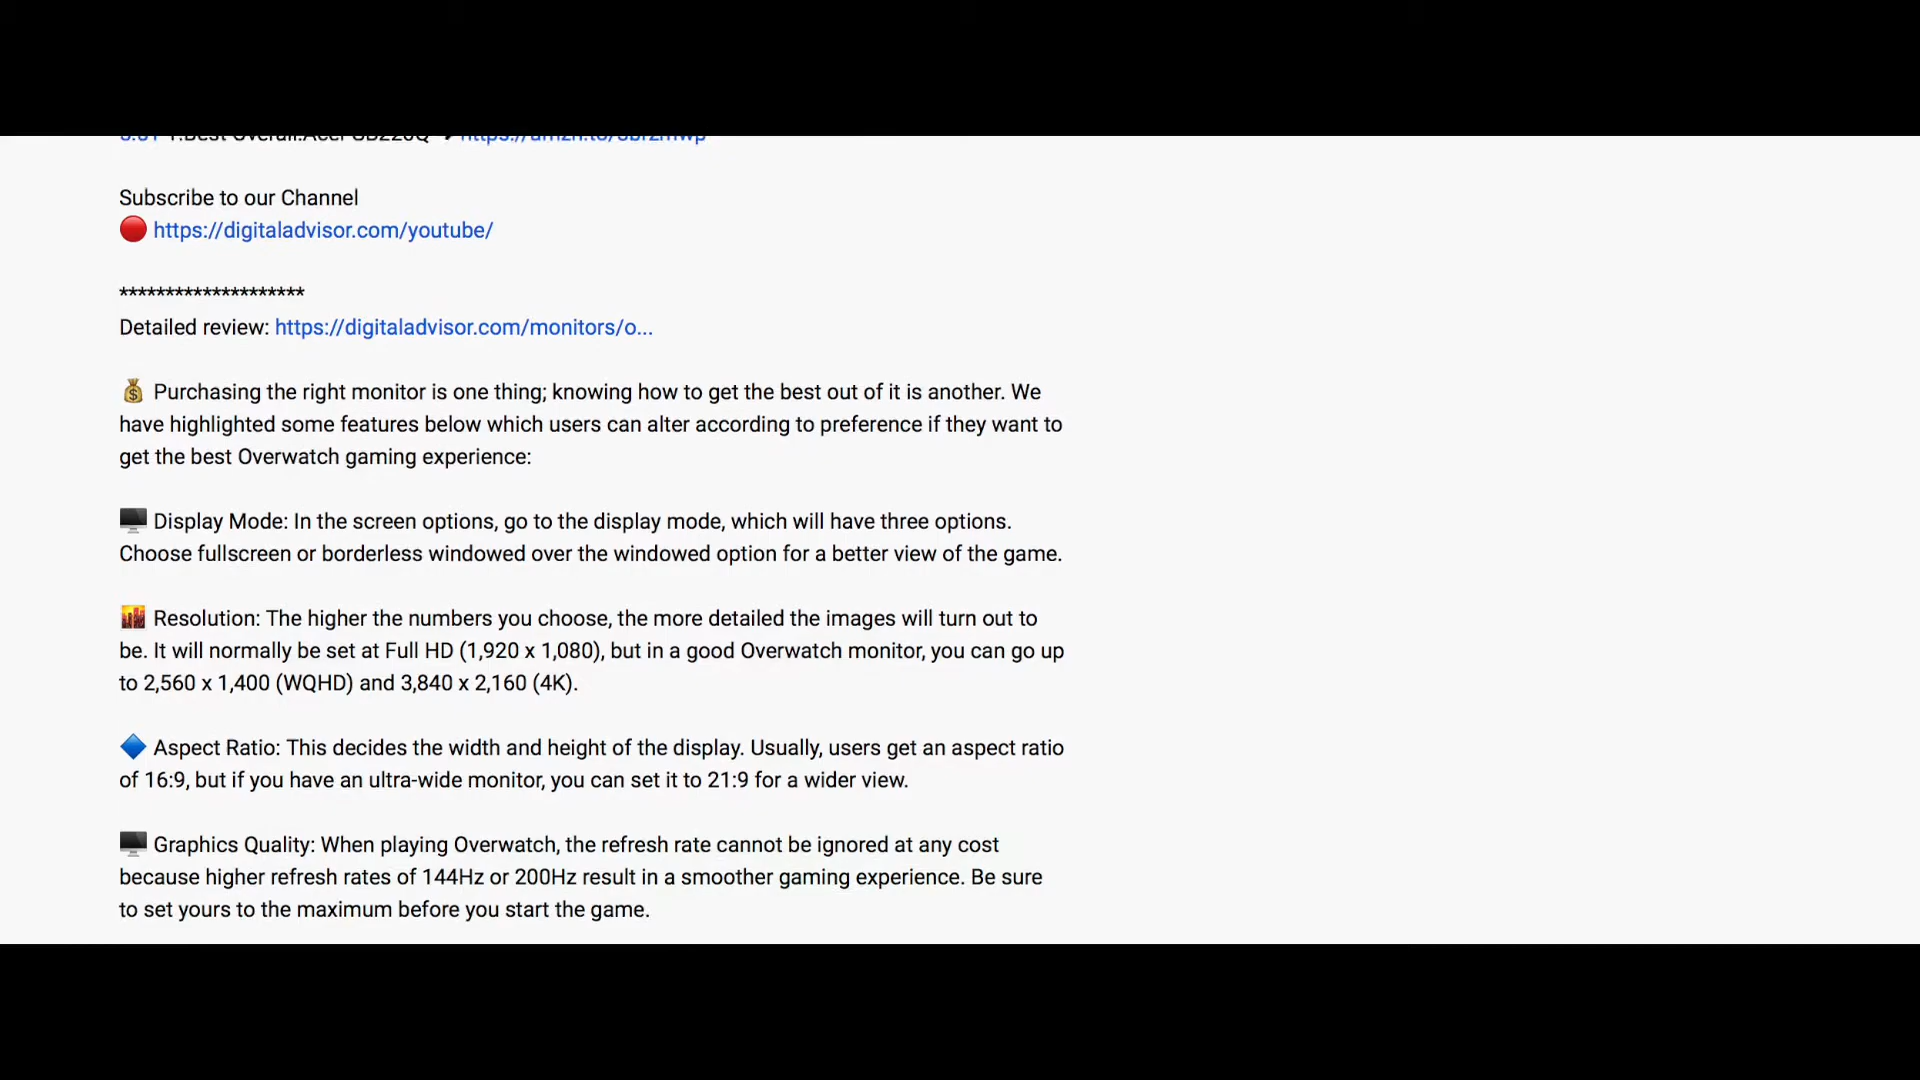 1.Best Overall:Acer SB220Q
Subscribe to our Channel
https://digitaladvisor.com/youtube/
********************
Detailed review: https://digitaladvisor.com/monitors/o...
Purchasing the right monitor is one thing; knowing how to get the best out of it is another. We
have highlighted some features below which users can alter according to preference if they want to
get the best Overwatch gaming experience:
Display Mode: In the screen options, go to the display mode, which will have three options.
Choose fullscreen or borderless windowed over the windowed option for a better view of the game.
Resolution: The higher the numbers you choose, the more detailed the images will turn out to
be. It will normally be set at Full HD (1,920 x 1,080), but in a good Overwatch monitor, you can go up
to 2,560 x 1,400 (WQHD) and 3,840 x 2,160 (4K).
Aspect Ratio: This decides the width and height of the display. Usually, users get an aspect ratio
of 16:9, but if you have an ultra-wide monitor, you can set it to 21:9 for a wider view.
Graphics Quality: When playing Overwatch, the refresh rate cannot be ignored at any cost
because higher refresh rates of 144Hz or 200Hz result in a smoother gaming experience. Be sure
to set yours to the maximum before you start the game.